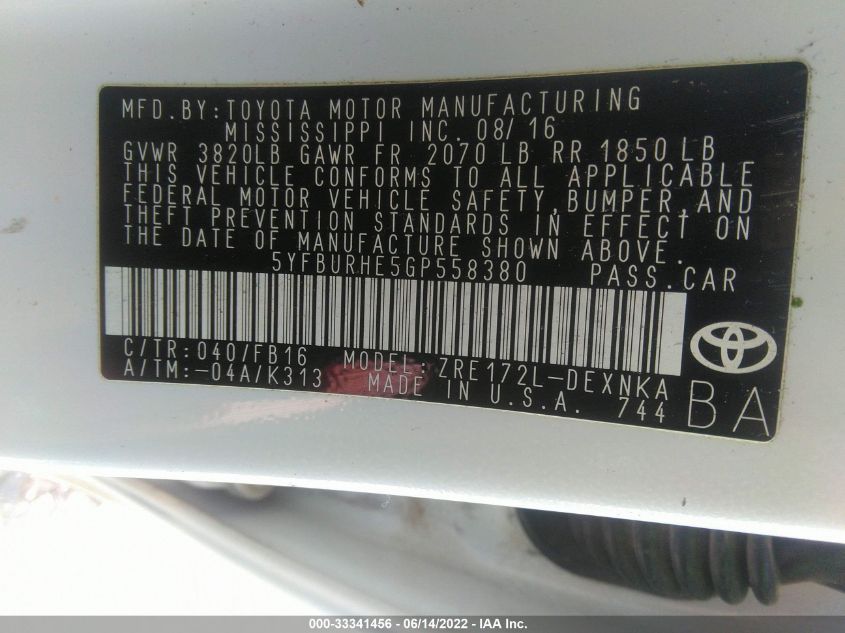 MFD.BY:TOYOTA MOTOR MANUFACTURING
MISSISSIPPI INC. 08/16
GVWR 3820LB GAWR FR 2070 LB RR 1850 LB
THIS VEHICLE CONFORMS TO ALL APPLICABLE
FEDERAL MOTOR VEHICLE SAFETY,BUMPER,AND
THEFT PREVENTION STANDARDS IN EFFECT ON
THE DATE OF MANUFACTURE SHOWN ABOVE.
5YFBURHE5GP558380 PASS.CAR
C/TR: 040/FB16 MODEL: ZRE172L-DEXNKA
A/TM:-04A/K313 MADE IN U.S.A. 744
BA
000-33341456 - 06/14/2022 - IAA Inc.